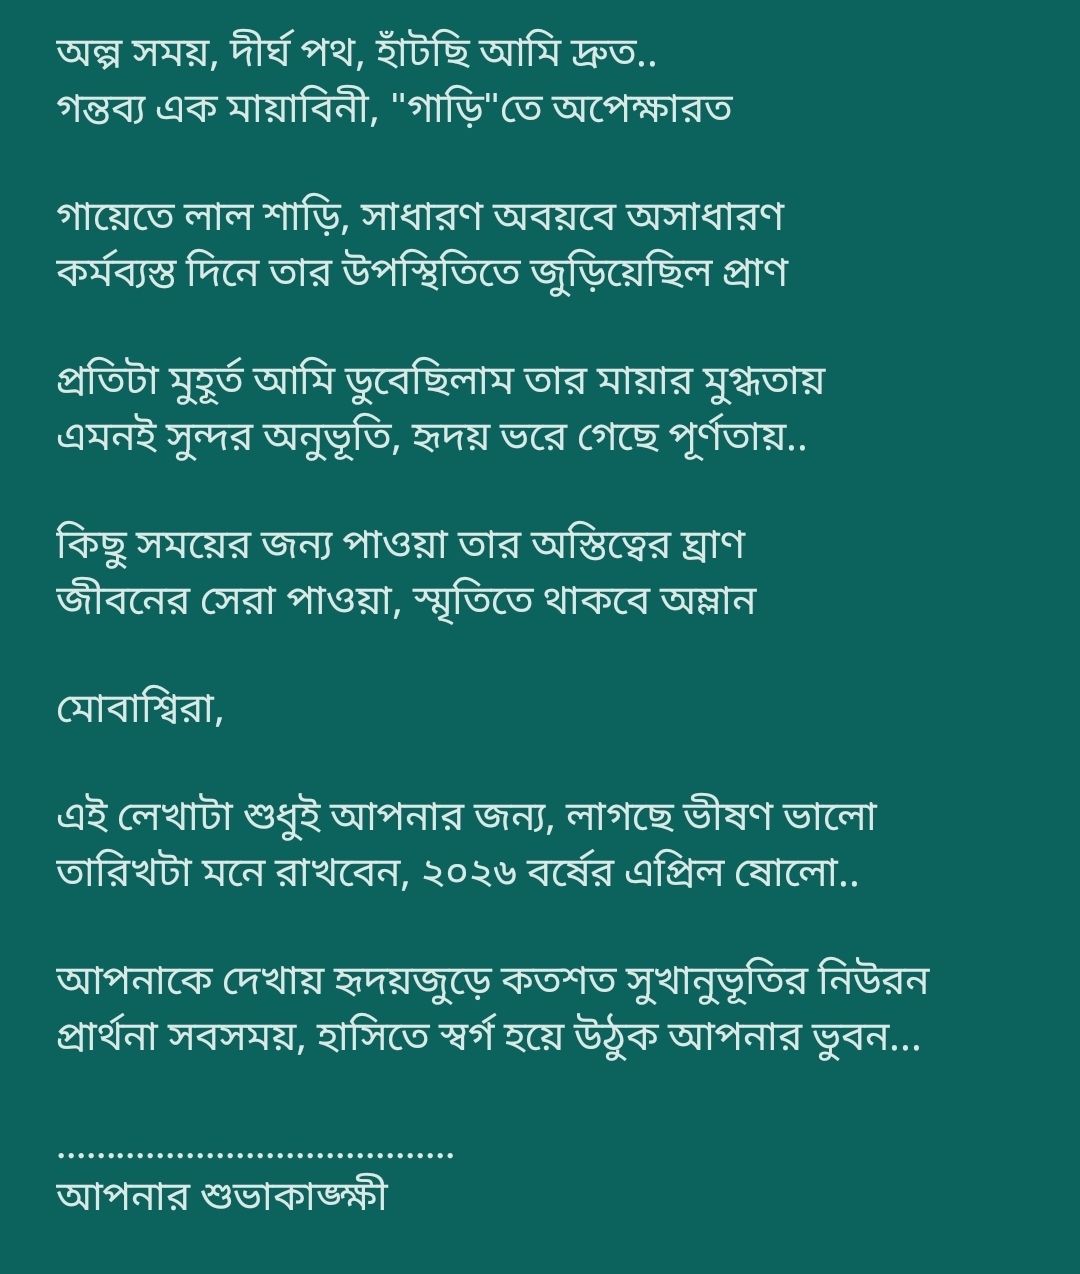 অল্প সময়, দীর্ঘ পথ, হাঁটছি আমি দ্রুত..
গন্তব্য এক মায়াবিনী, "গাড়ি"তে অপেক্ষারত
গায়েতে লাল শাড়ি, সাধারণ অবয়বে অসাধারণ
কর্মব্যস্ত দিনে তার উপস্থিতিতে জুড়িয়েছিল প্রাণ
প্রতিটা মুহূর্ত আমি ডুবেছিলাম তার মায়ার মুগ্ধতায়
এমনই সুন্দর অনুভূতি, হৃদয় ভরে গেছে পূর্ণতায়..
কিছু সময়ের জন্য পাওয়া তার অস্তিত্বের ঘ্রাণ
জীবনের সেরা পাওয়া, স্মৃতিতে থাকবে অম্লান
মোবাশ্বিরা,
এই লেখাটা শুধুই আপনার জন্য, লাগছে ভীষণ ভালো
তারিখটা মনে রাখবেন, ২০২৬ বর্ষের এপ্রিল ষোলো..
আপনাকে দেখায় হৃদয়জুড়ে কতশত সুখানুভূতির নিউরন
প্রার্থনা সবসময়, হাসিতে স্বর্গ হয়ে উঠুক আপনার ভুবন...
........................................
আপনার শুভাকাঙ্ক্ষী